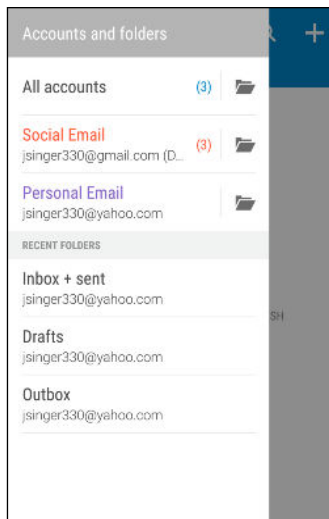 Accounts and folders
All accounts (3)
Social Email (3)
jsinger330@gmail.com (D...
Personal Email
jsinger330@yahoo.com
RECENT FOLDERS
Inbox + sent
jsinger330@yahoo.com
Drafts
jsinger330@yahoo.com
Outbox
jsinger330@yahoo.com
SH